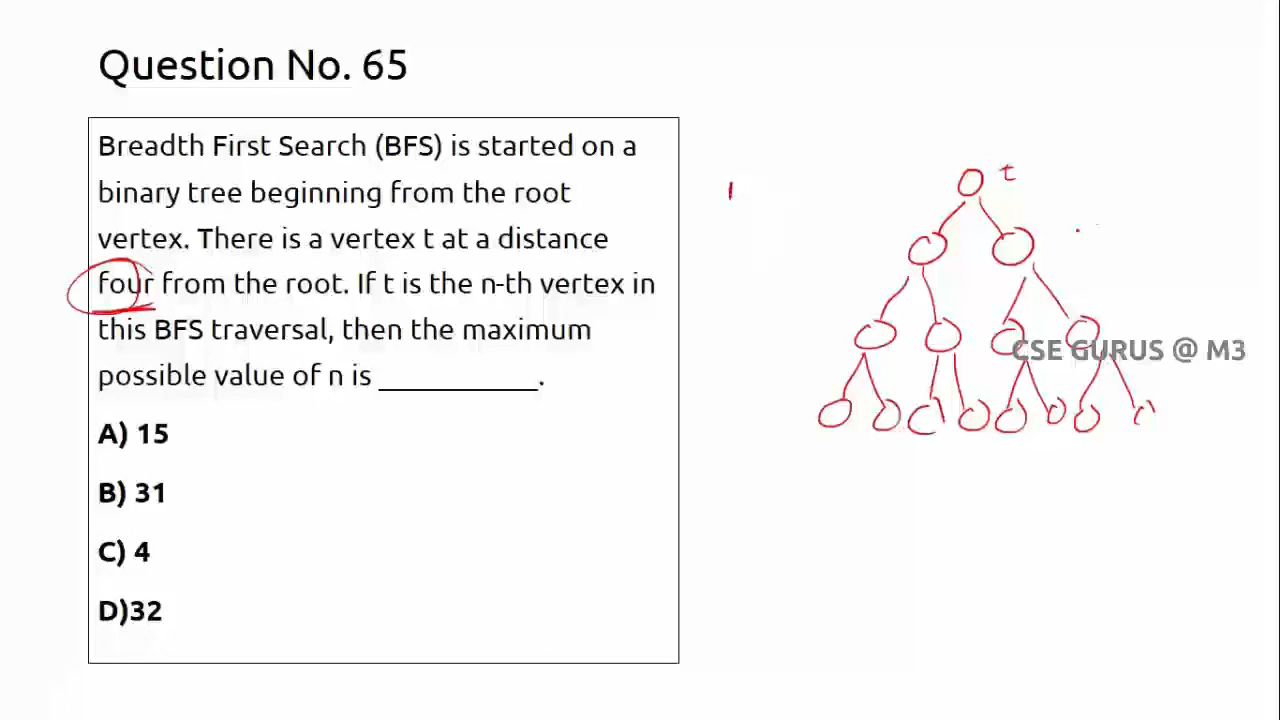 Question No. 65
Breadth First Search (BFS) is started on a
binary tree beginning from the root
vertex. There is a vertex t at a distance
four from the root. If t is the n-th vertex in
this BFS traversal, then the maximum
possible value of n is ___________.
A) 15
B) 31
C) 4
D)32
t
CSE GURUS @ M3